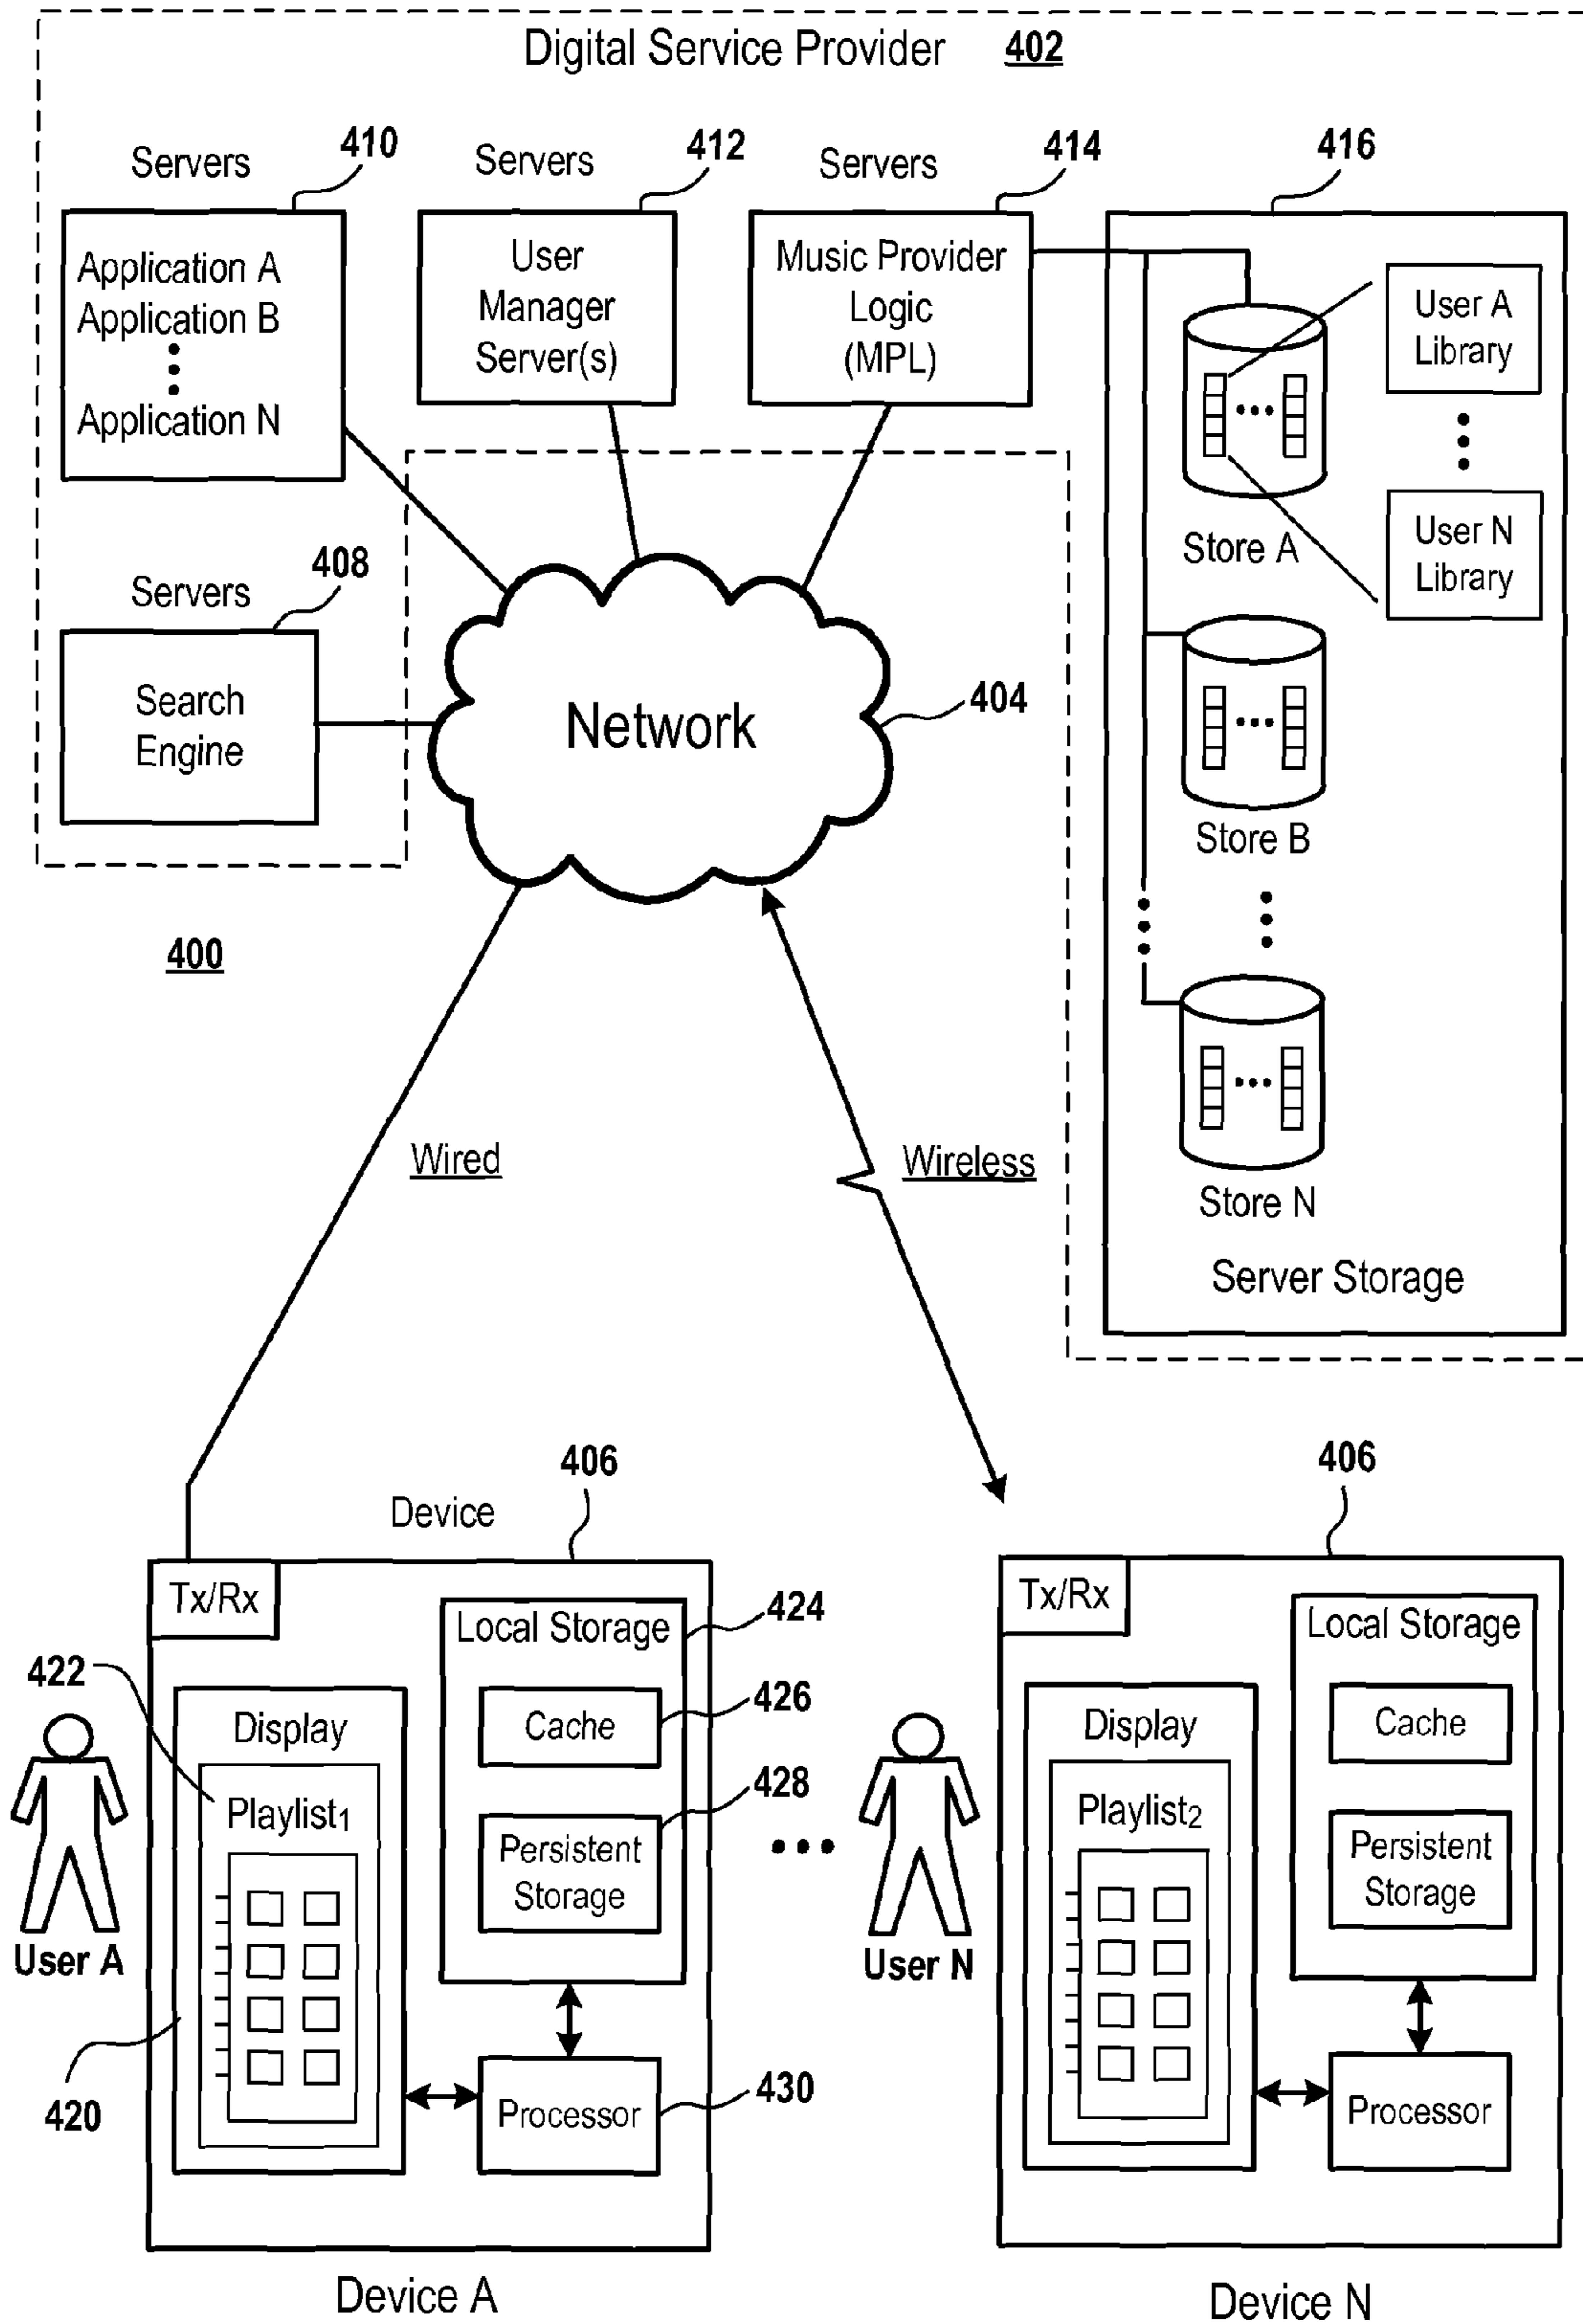 Digital Service Provider 402
Servers 410
Application A
Application B
Application N
Servers 412
User
Manager
Server(s)
Servers 414
Music Provider
Logic
(MPL)
416
User A
Library
User N
Library
Store A
Store B
Store N
Server Storage
Servers 408
Search
Engine
Network
404
400
Wired
Wireless
406
Device
Tx/Rx
Local Storage
424
422
Display
Cache
426
Playlist1
428
Persistent
Storage
User A
420
Processor
430
Device A
406
Tx/Rx
Local Storage
Display
Cache
Playlist2
Persistent
Storage
User N
Processor
Device N